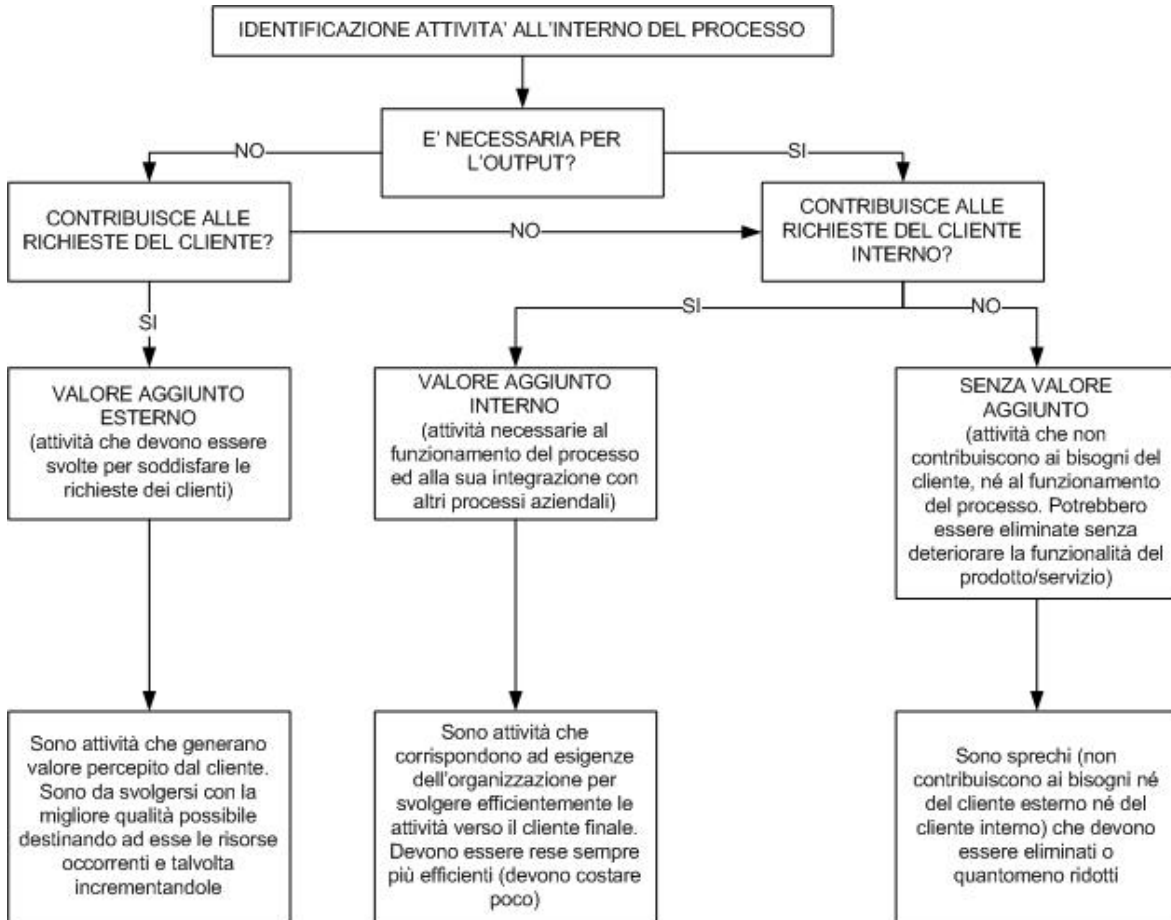 IDENTIFICAZIONE ATTIVITA' ALL'INTERNO DEL PROCESSO
E' NECESSARIA PER
L'OUTPUT?
NO
SI
CONTRIBUISCE ALLE
RICHIESTE DEL CLIENTE?
NO
CONTRIBUISCE ALLE
RICHIESTE DEL CLIENTE
INTERNO?
SI
SI
NO
VALORE AGGIUNTO
ESTERNO
(attività che devono essere
svolte per soddisfare le
richieste dei clienti)
VALORE AGGIUNTO
INTERNO
(attività necessarie al
funzionamento del processo
ed alla sua integrazione con
altri processi aziendali)
SENZA VALORE
AGGIUNTO
(attività che non
contribuiscono ai bisogni del
cliente, né al funzionamento
del processo. Potrebbero
essere eliminate senza
deteriorare la funzionalità del
prodotto/servizio)
Sono attività che generano
valore percepito dal cliente.
Sono da svolgersi con la
migliore qualità possibile
destinando ad esse le risorse
occorrenti e talvolta
incrementandole
Sono attività che
corrispondono ad esigenze
dell'organizzazione per
svolgere efficientemente le
attività verso il cliente finale.
Devono essere rese sempre
più efficienti (devono costare
poco)
Sono sprechi (non
contribuiscono ai bisogni né
del cliente esterno né del
cliente interno) che devono
essere eliminati o
quantomeno ridotti